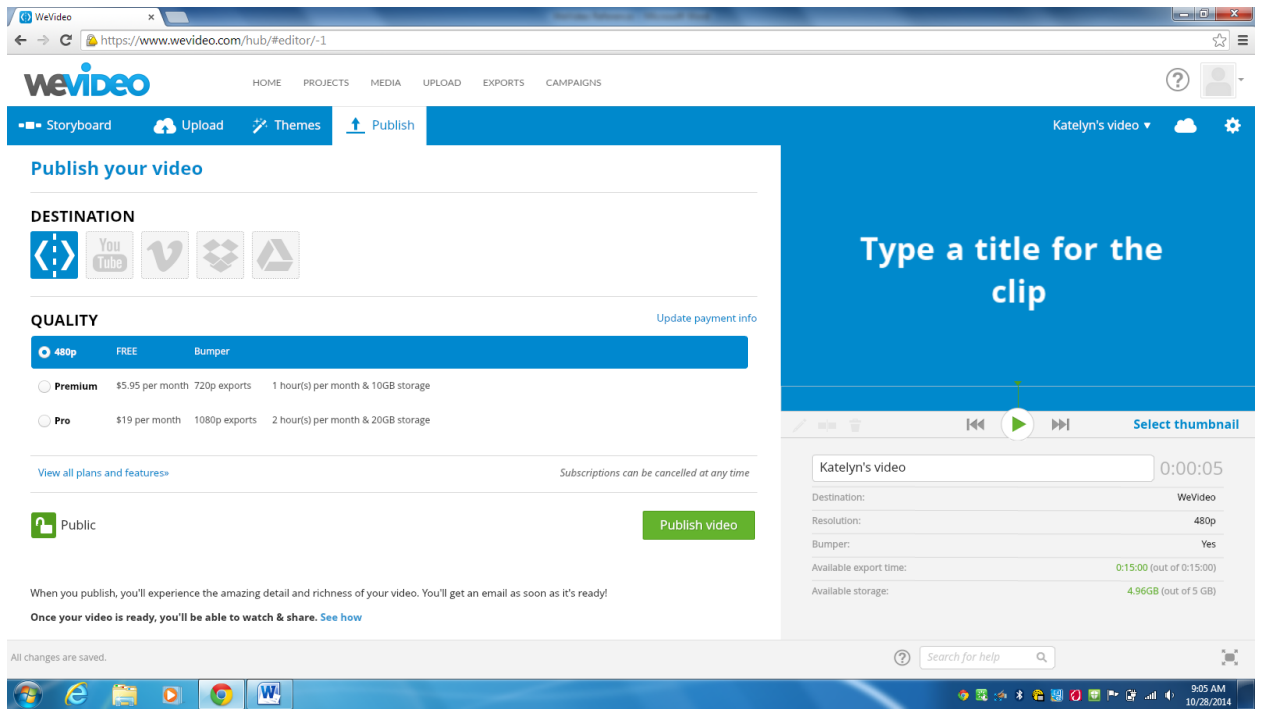 WeVideo
https://www.wevideo.com/hub/#editor/-1
WEVIDEO
HOME PROJECTS MEDIA UPLOAD EXPORTS CAMPAIGNS
?
Storyboard Upload Themes Publish
Katelyn's video
Publish your video
DESTINATION
You
Tube
QUALITY
Update payment info
480p FREE Bumper
Premium $5.95 per month 720p exports 1 hour(s) per month & 10GB storage
Pro $19 per month 1080p exports 2 hour(s) per month & 20GB storage
View all plans and features»
Subscriptions can be cancelled at any time
Public
Publish video
When you publish, you'll experience the amazing detail and richness of your video. You'll get an email as soon as it's ready!
Once your video is ready, you'll be able to watch & share. See how
Type a title for the
clip
Select thumbnail
Katelyn's video 0:00:05
Destination: WeVideo
Resolution: 480p
Bumper: Yes
Available export time: 0:15:00 (out of 0:15:00)
Available storage: 4.96GB (out of 5 GB)
All changes are saved.
? Search for help
9:05 AM
10/28/2014